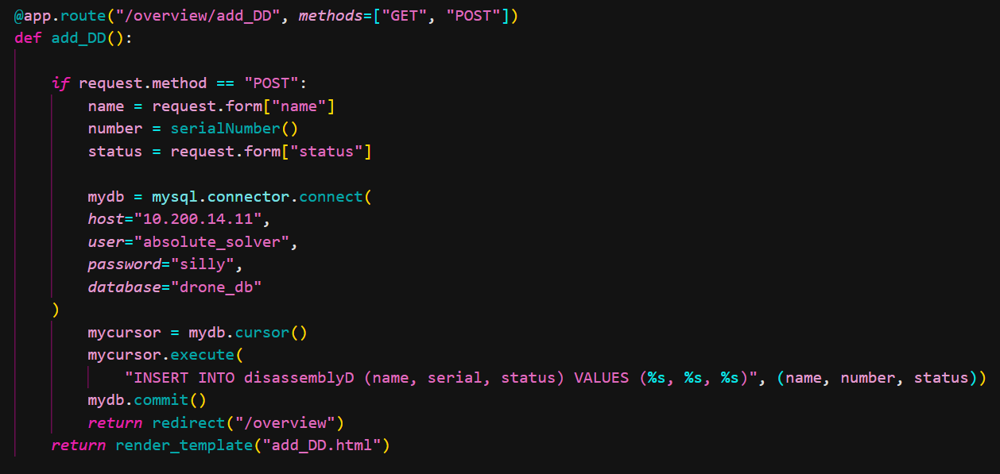 @app.route("/overview/add_DD", methods=["GET", "POST"])
def add_DD():
if request.method == "POST":
name = request.form["name"]
number = serialNumber()
status = request.form["status"]
mydb = mysql.connector.connect(
host="10.200.14.11",
user="absolute_solver",
password="silly",
database="drone_db"
)
mycursor = mydb.cursor()
mycursor.execute(
"INSERT INTO disassemblyD (name, serial, status) VALUES (%s, %s, %s)", (name, number, status))
mydb.commit()
return redirect("/overview")
return render_template("add_DD.html")